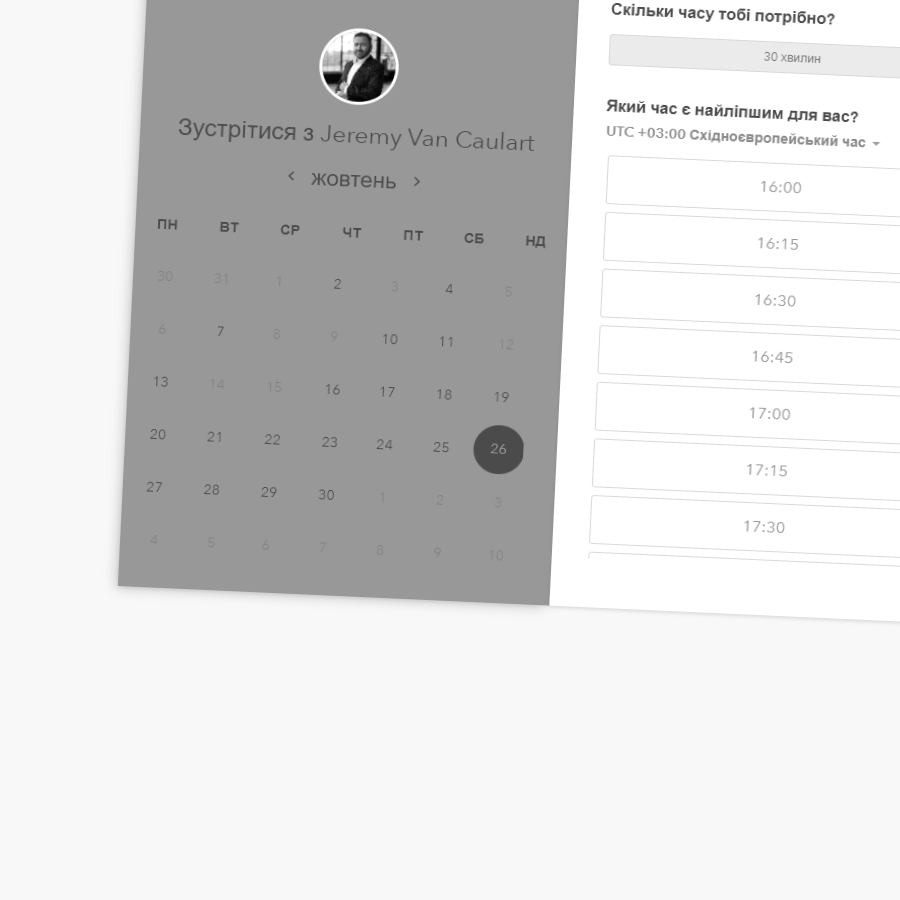 Зустрітися з Jeremy Van Caulart
‹ жовтень ›
ПН ВТ СР ЧТ ПТ СБ НД
30 31 1 2 3 4 5
6 7 8 9 10 11 12
13 14 15 16 17 18 19
20 21 22 23 24 25 26
27 28 29 30 1 2 3
4 5 6 7 8 9 10
Скільки часу тобі потрібно?
30 хвилин
Який час є найліпшим для вас?
UTC +03:00 Східноєвропейський час
16:00
16:15
16:30
16:45
17:00
17:15
17:30